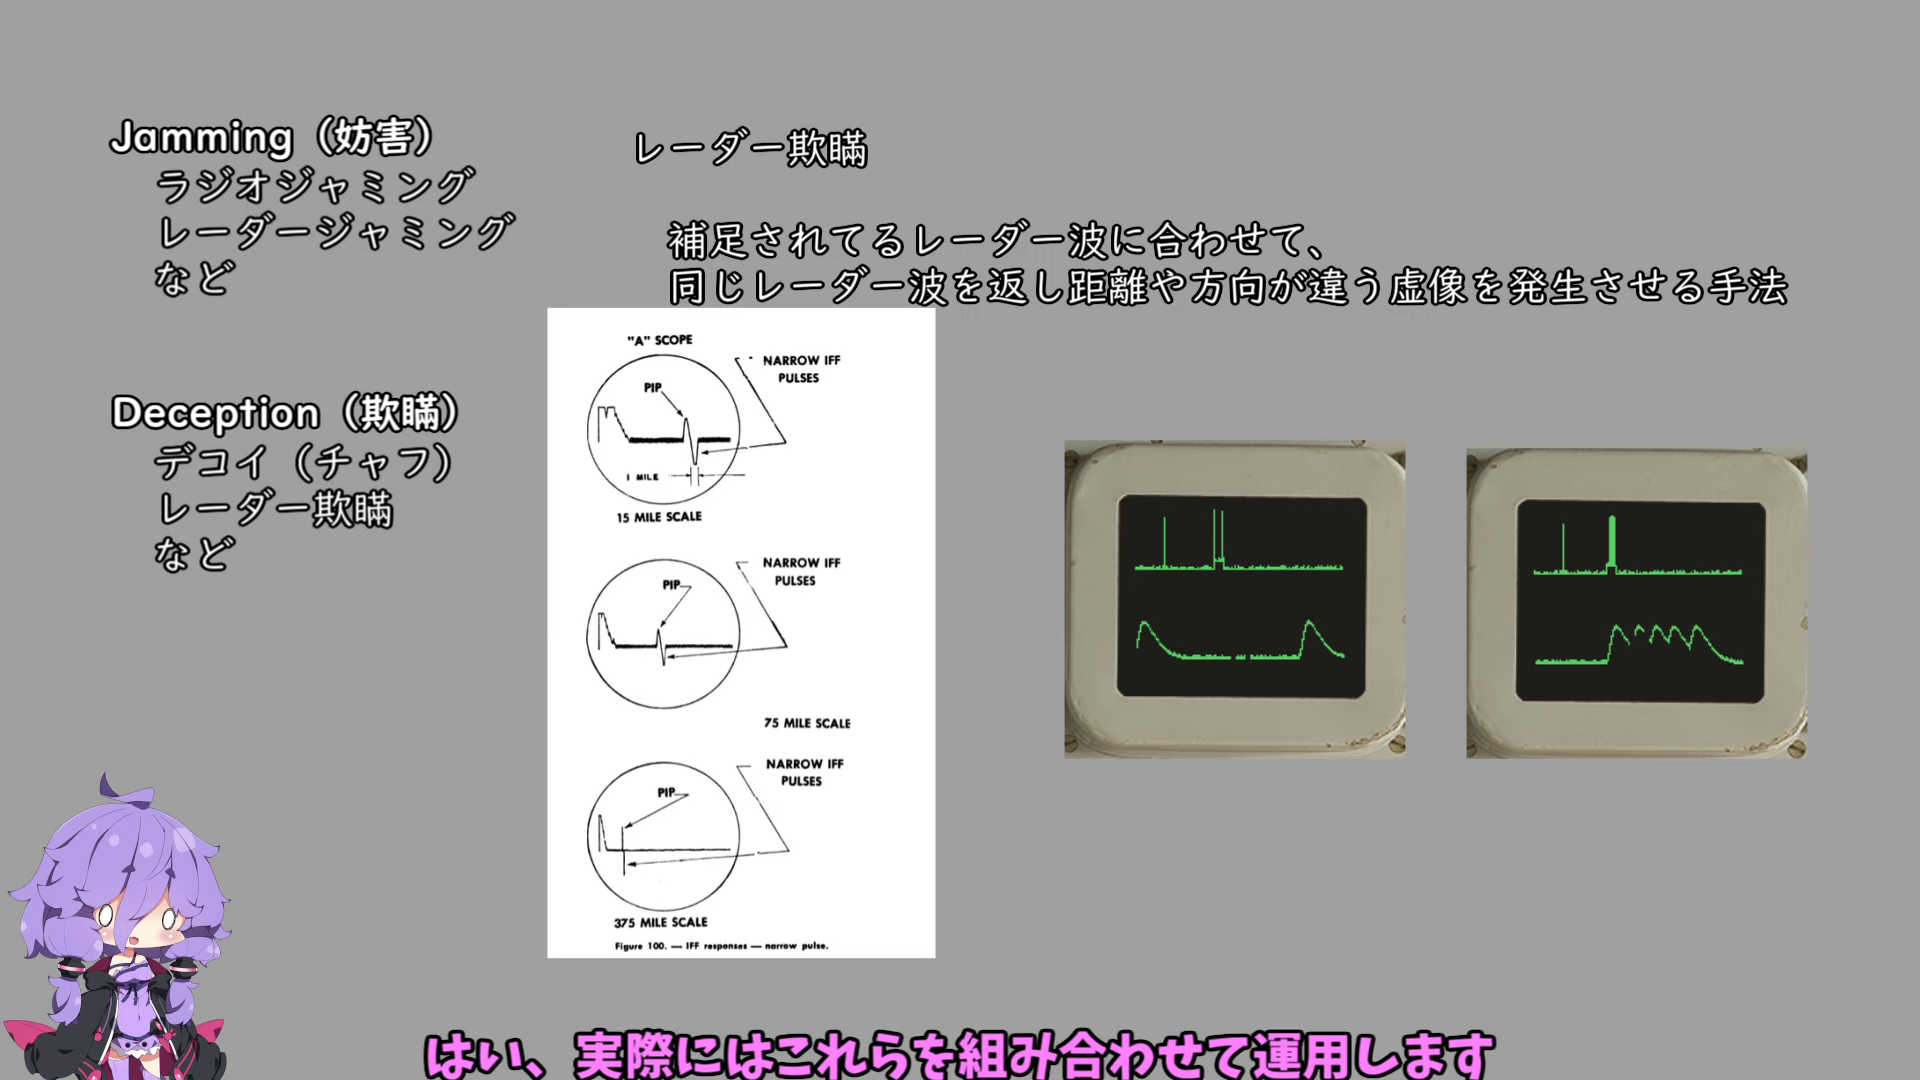 Jamming（妨害）
ラジオジャミング
レーダージャミング
など
Deception（欺瞞）
デコイ（チャフ）
レーダー欺瞞
など
レーダー欺瞞
補足されてるレーダー波に合わせて、
同じレーダー波を返し距離や方向が違う虚像を発生させる手法
"A" SCOPE
NARROW IFF
PULSES
PIP
1 MILE
15 MILE SCALE
NARROW IFF
PULSES
PIP
75 MILE SCALE
NARROW IFF
PULSES
PIP
375 MILE SCALE
Figure 100. — IFF responses — narrow pulse.
はい、実際にはこれらを組み合わせて運用します